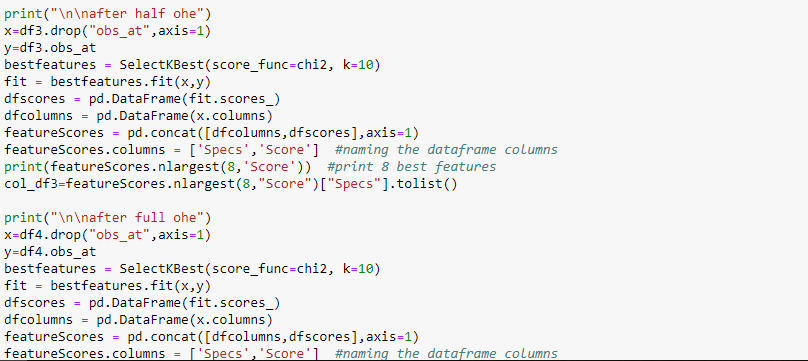 print("\n\nafter half ohe")
x=df3.drop("obs_at",axis=1)
y=df3.obs_at
bestfeatures = SelectKBest(score_func=chi2, k=10)
fit = bestfeatures.fit(x,y)
dfscores = pd.DataFrame(fit.scores_)
dfcolumns = pd.DataFrame(x.columns)
featureScores = pd.concat([dfcolumns,dfscores],axis=1)
featureScores.columns = ['Specs','Score']  #naming the dataframe columns
print(featureScores.nlargest(8,'Score'))  #print 8 best features
col_df3=featureScores.nlargest(8,"Score")["Specs"].tolist()

print("\n\nafter full ohe")
x=df4.drop("obs_at",axis=1)
y=df4.obs_at
bestfeatures = SelectKBest(score_func=chi2, k=10)
fit = bestfeatures.fit(x,y)
dfscores = pd.DataFrame(fit.scores_)
dfcolumns = pd.DataFrame(x.columns)
featureScores = pd.concat([dfcolumns,dfscores],axis=1)
featureScores.columns = ['Specs','Score']  #naming the dataframe columns